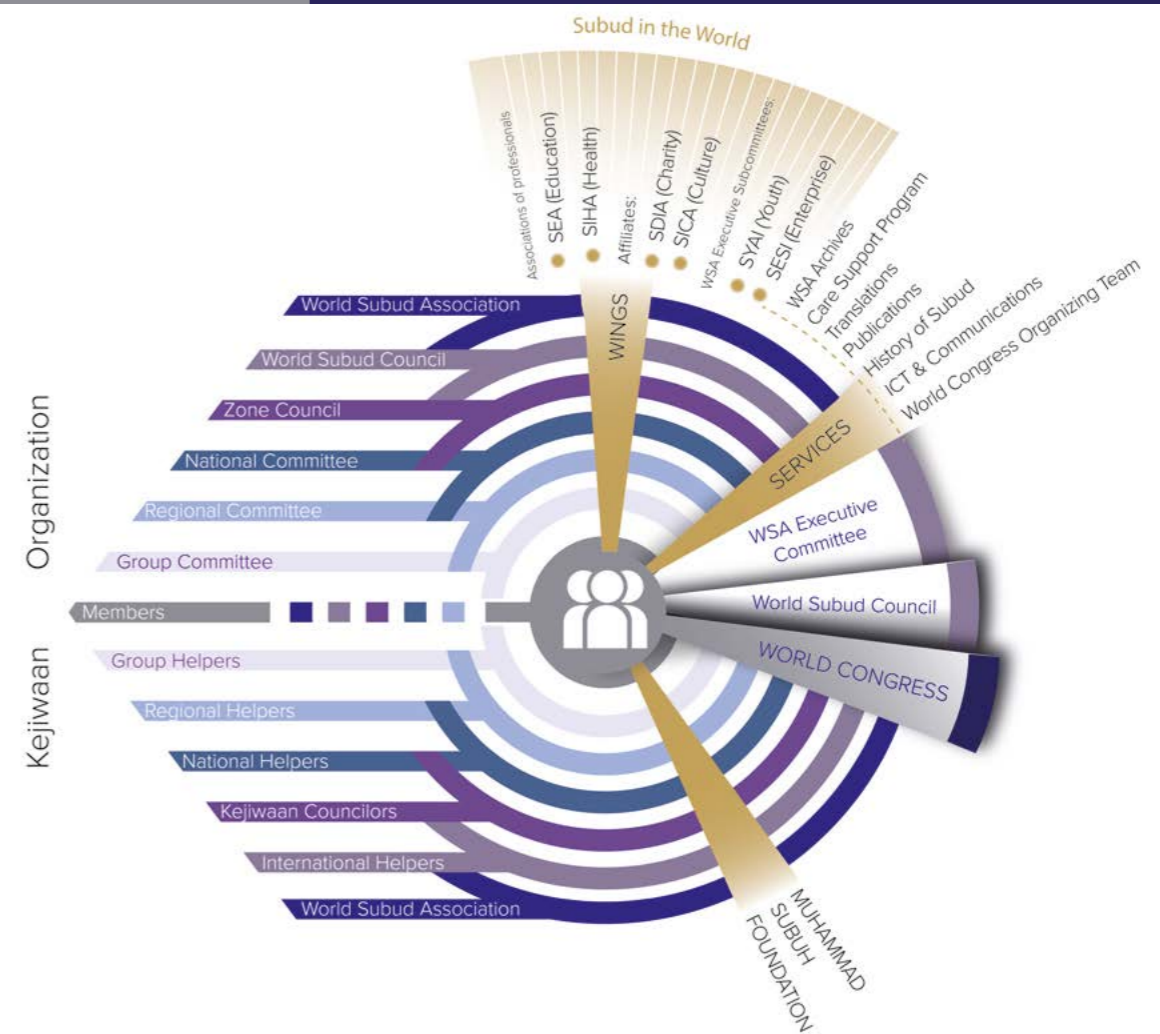 Subud in the World
Associations of professionals
SEA (Education)
SIHA (Health)
Affiliates:
SDIA (Charity)
SICA (Culture)
WSA Executive Subcommittees:
SYAI (Youth)
SESI (Enterprise)
WSA Archives
Care Support Program
Translations
Publications
History of Subud
ICT & Communications
World Congress Organizing Team
WINGS
SERVICES
WSA Executive
Committee
World Subud Council
WORLD CONGRESS
MUHAMMAD
SUBUH
FOUNDATION
Organization
World Subud Association
World Subud Council
Zone Council
National Committee
Regional Committee
Group Committee
Members
Kejiwaan
Group Helpers
Regional Helpers
National Helpers
Kejiwaan Councilors
International Helpers
World Subud Association